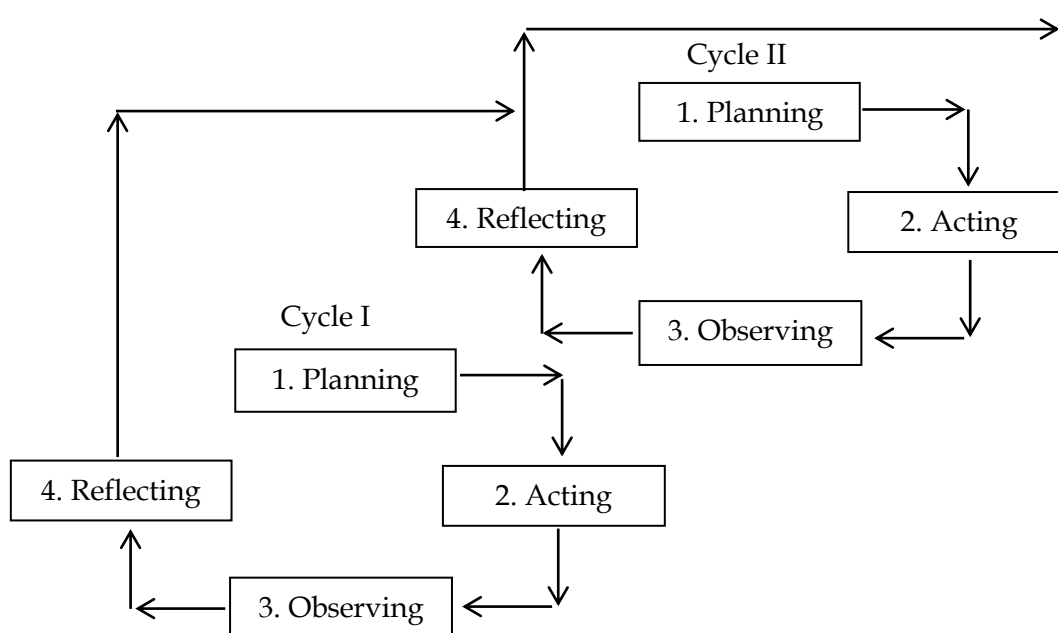 Cycle II
1. Planning
2. Acting
3. Observing
4. Reflecting
Cycle I
1. Planning
2. Acting
3. Observing
4. Reflecting